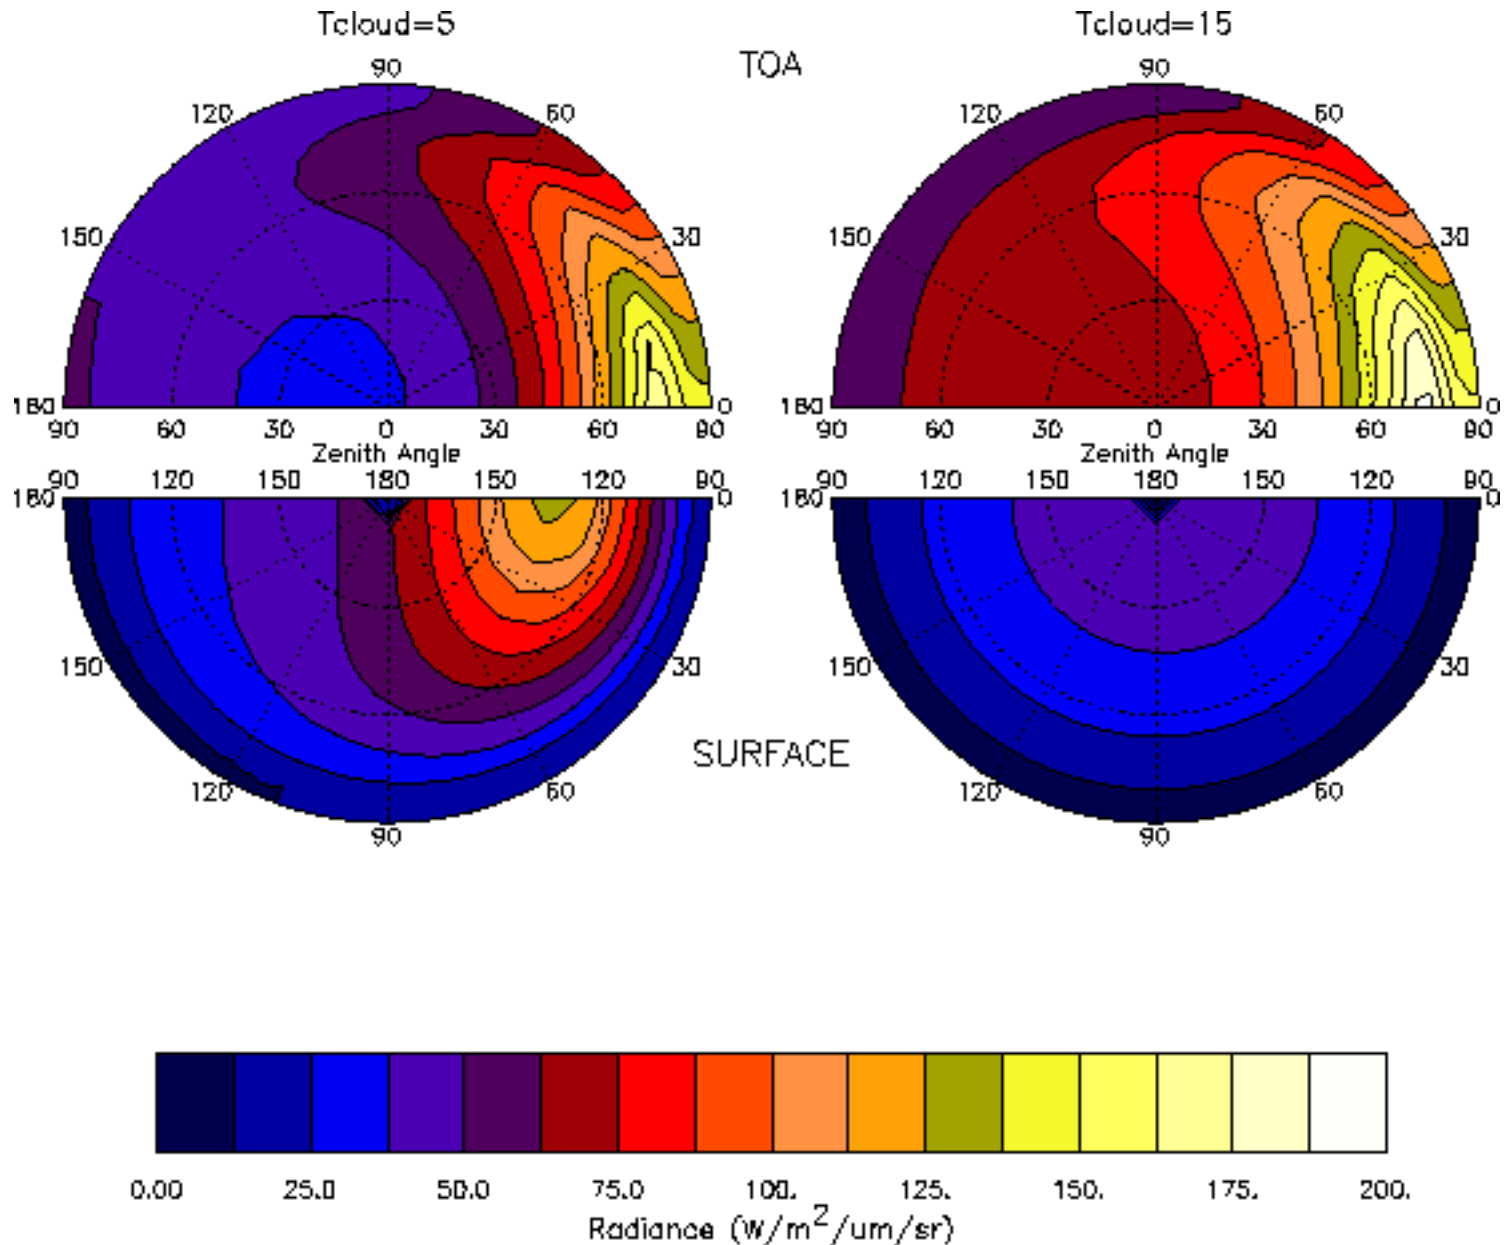 Tcloud=5 Tcloud=15
TOA
90 90
120 60 120 60
150 30 150 30
180 0 180 0
90 60 30 0 30 60 90 90 60 30 0 30 60 90
Zenith Angle Zenith Angle
90 120 150 180 150 120 90 90 120 150 180 150 120 90
180 0 180 0
150 30 150 30
SURFACE
120 60 120 60
90 90
0.00 25.0 50.0 75.0 100. 125. 150. 175. 200.
Radiance (W/m²/um/sr)